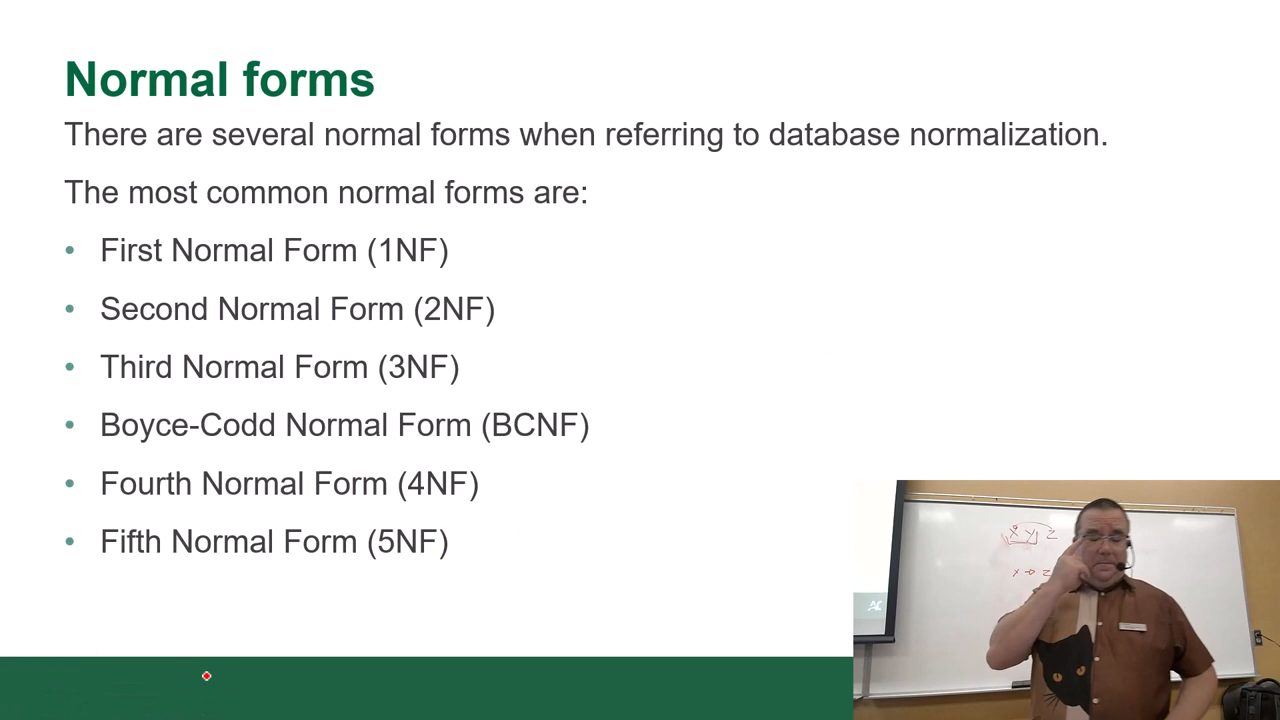 Normal forms
There are several normal forms when referring to database normalization.
The most common normal forms are:
• First Normal Form (1NF)
• Second Normal Form (2NF)
• Third Normal Form (3NF)
• Boyce-Codd Normal Form (BCNF)
• Fourth Normal Form (4NF)
• Fifth Normal Form (5NF)
X Y Z
X → Z